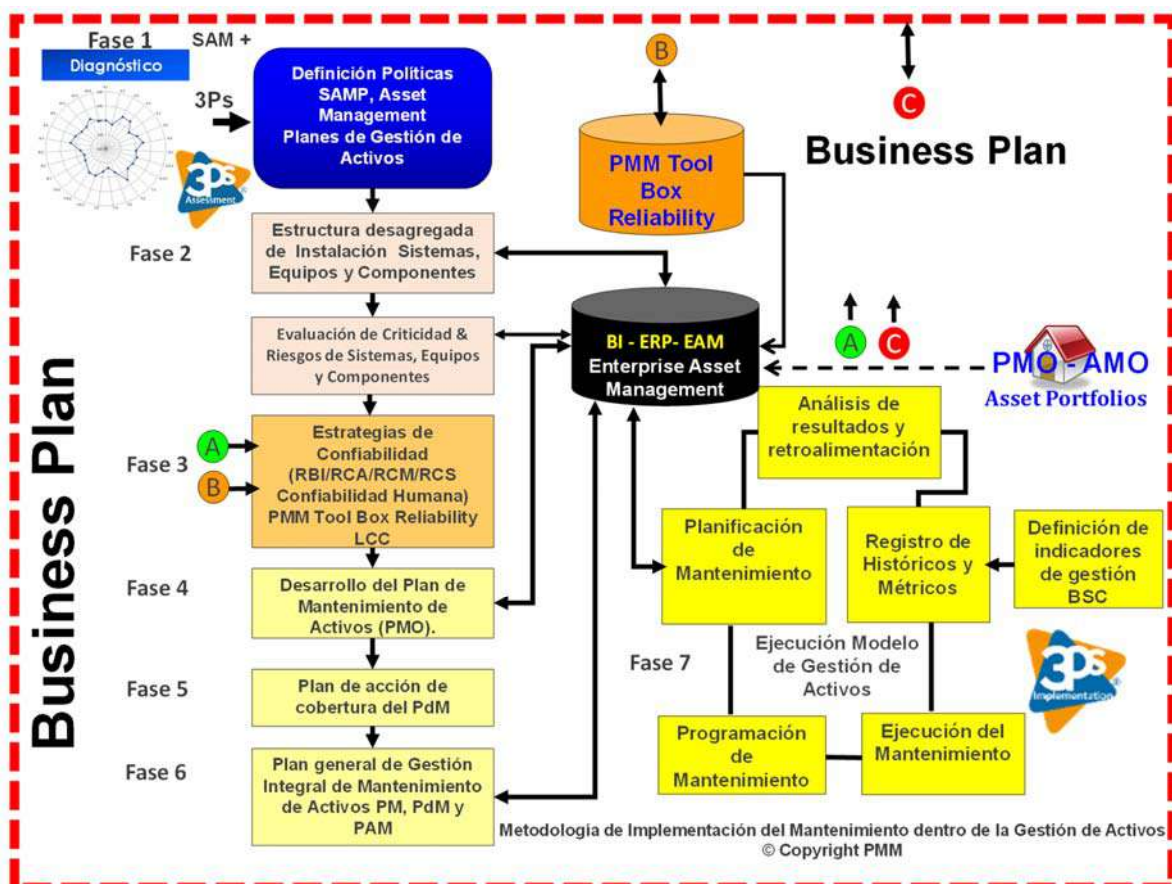 Fase 1
SAM +
Diagnóstico
3Ps
3Ps
Assessment
Definición Políticas
SAMP, Asset
Management
Planes de Gestión de
Activos
B
PMM Tool
Box
Reliability
C
Business Plan
Business Plan
Fase 2
Estructura desagregada
de Instalación Sistemas,
Equipos y Componentes
Evaluación de Criticidad &
Riesgos de Sistemas, Equipos
y Componentes
BI - ERP- EAM
Enterprise Asset
Management
A
C
PMO - AMO
Asset Portfolios
Fase 3
A
B
Estrategias de
Confiabilidad
(RBI/RCA/RCM/RCS
Confiabilidad Humana)
PMM Tool Box Reliability
LCC
Fase 4
Desarrollo del Plan de
Mantenimiento de
Activos (PMO).
Fase 5
Plan de acción de
cobertura del PdM
Fase 6
Plan general de Gestión
Integral de Mantenimiento
de Activos PM, PdM y
PAM
Análisis de
resultados y
retroalimentación
Planificación
de
Mantenimiento
Registro de
Históricos y
Métricos
Definición de
indicadores
de gestión
BSC
Fase 7
Ejecución Modelo
de Gestión de
Activos
3Ps
Implementation
Programación
de
Mantenimiento
Ejecución del
Mantenimiento
Metodología de Implementación del Mantenimiento dentro de la Gestión de Activos
© Copyright PMM